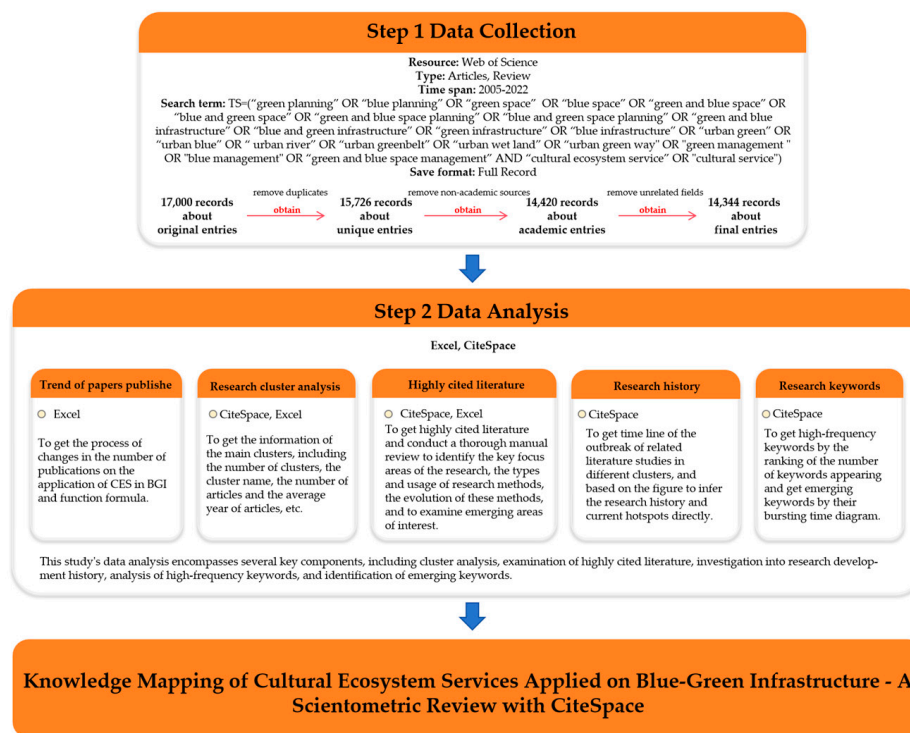 Step 1 Data Collection
Resource: Web of Science
Type: Articles, Review
Time span: 2005-2022
Search term: TS=(“green planning” OR “blue planning” OR “green space” OR “blue space” OR “green and blue space” OR
“blue and green space” OR “green and blue space planning” OR “blue and green space planning” OR “green and blue
infrastructure” OR “blue and green infrastructure” OR “green infrastructure” OR “blue infrastructure” OR “urban green” OR
“urban blue” OR “ urban river” OR “urban greenbelt” OR “urban wet land” OR “urban green way” OR "green management "
OR "blue management" OR “green and blue space management” AND “cultural ecosystem service” OR "cultural service")
Save format: Full Record
remove duplicates
remove non-academic sources
remove unrelated fields
17,000 records
about
original entries
obtain
15,726 records
about
unique entries
obtain
14,420 records
about
academic entries
obtain
14,344 records
about
final entries
Step 2 Data Analysis
Excel, CiteSpace
Trend of papers publishe
Excel
To get the process of
changes in the number of
publications on the
application of CES in BGI
and function formula.
Research cluster analysis
CiteSpace, Excel
To get the information of
the main clusters, including
the number of clusters, the
cluster name, the number of
articles and the average
year of articles, etc.
Highly cited literature
CiteSpace, Excel
To get highly cited literature
and conduct a thorough manual
review to identify the key focus
areas of the research, the types
and usage of research methods,
the evolution of these methods,
and to examine emerging areas
of interest.
Research history
CiteSpace
To get time line of the
outbreak of related
literature studies in
different clusters, and
based on the figure to infer
the research history and
current hotspots directly.
Research keywords
CiteSpace
To get high-frequency
keywords by the
ranking of the number
of keywords appearing
and get emerging
keywords by their
bursting time diagram.
This study's data analysis encompasses several key components, including cluster analysis, examination of highly cited literature, investigation into research develop-
ment history, analysis of high-frequency keywords, and identification of emerging keywords.
Knowledge Mapping of Cultural Ecosystem Services Applied on Blue-Green Infrastructure - A
Scientometric Review with CiteSpace